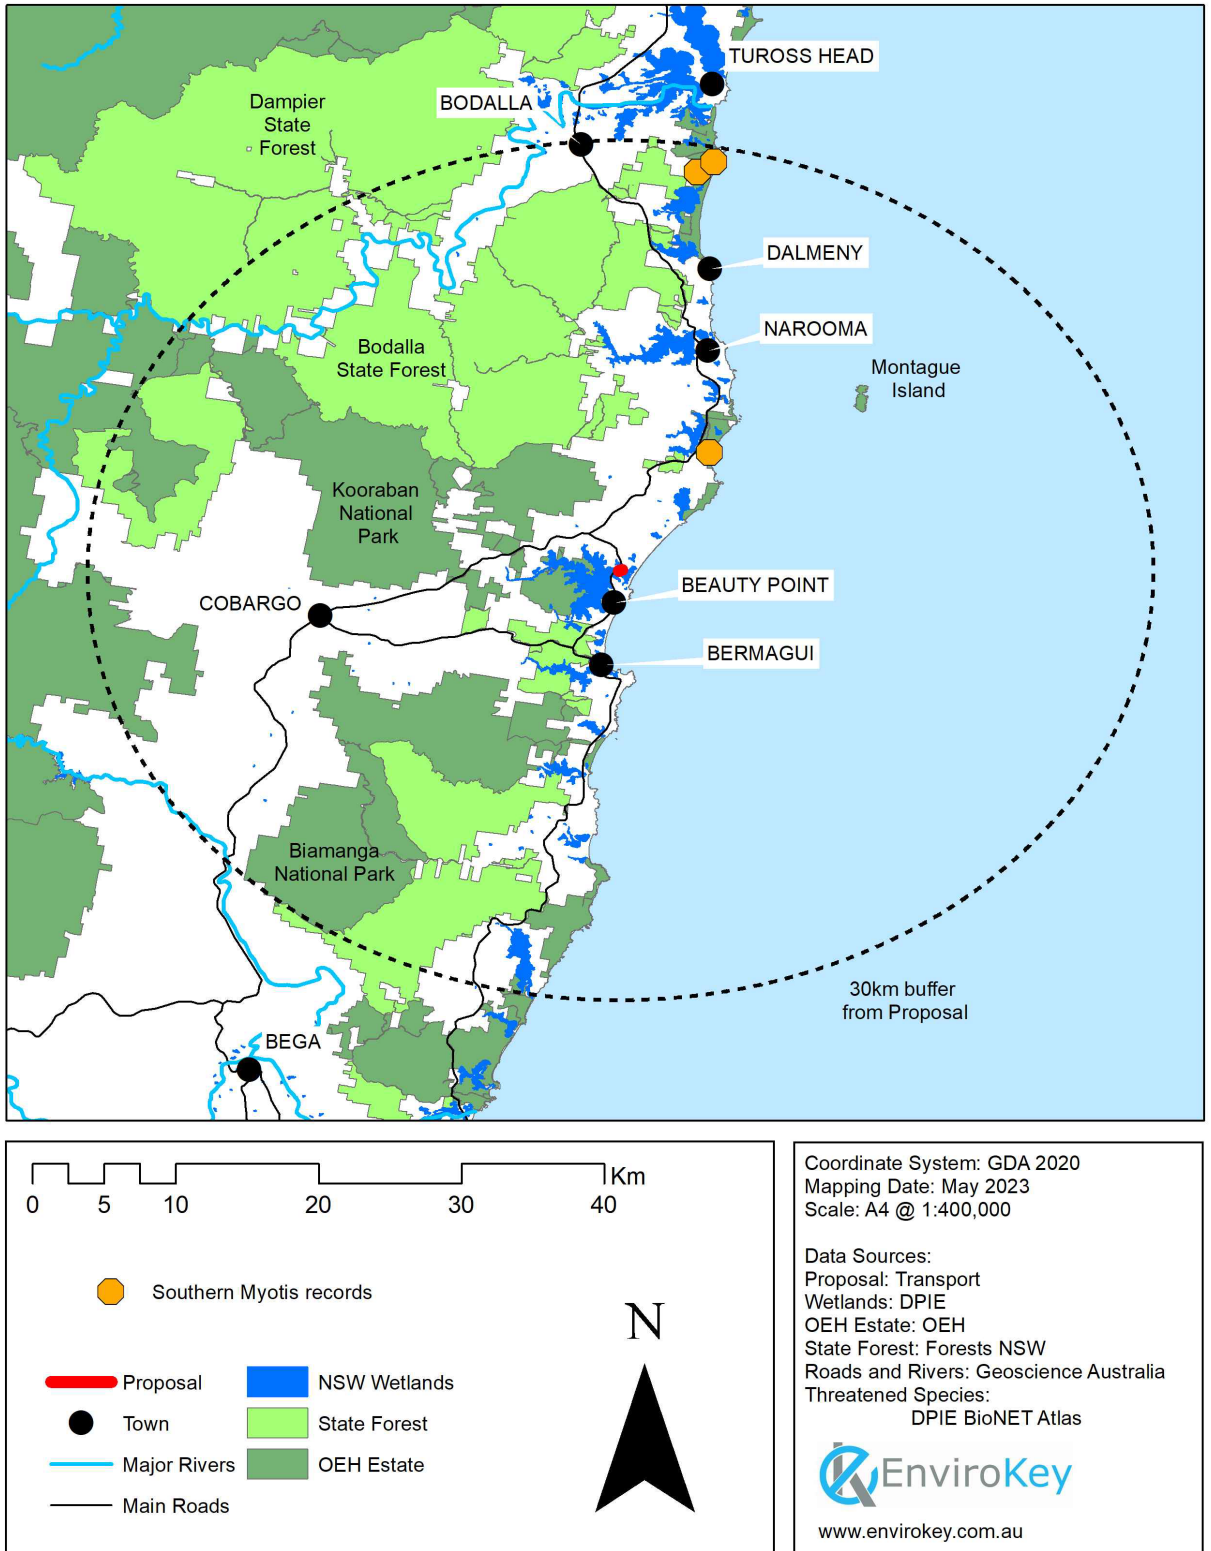 TUROSS HEAD
BODALLA
Dampier
State
Forest
DALMENY
NAROOMA
Bodalla
State Forest
Montague
Island
Kooraban
National
Park
BEAUTY POINT
COBARGO
BERMAGUI
Biamanga
National Park
30km buffer
from Proposal
BEGA
Km
0 5 10 20 30 40
Southern Myotis records
N
Proposal
Town
Major Rivers
Main Roads
NSW Wetlands
State Forest
OEH Estate
Coordinate System: GDA 2020
Mapping Date: May 2023
Scale: A4 @ 1:400,000
Data Sources:
Proposal: Transport
Wetlands: DPIE
OEH Estate: OEH
State Forest: Forests NSW
Roads and Rivers: Geoscience Australia
Threatened Species:
DPIE BioNET Atlas
EnviroKey
www.envirokey.com.au